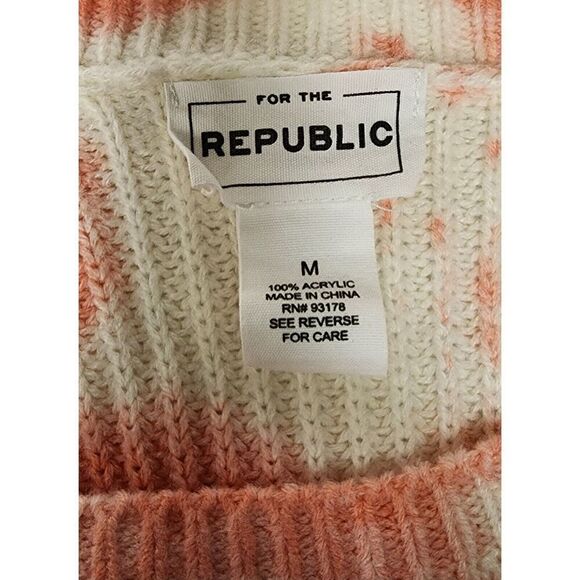 FOR THE
REPUBLIC
M
100% ACRYLIC
MADE IN CHINA
RN# 93178
SEE REVERSE
FOR CARE